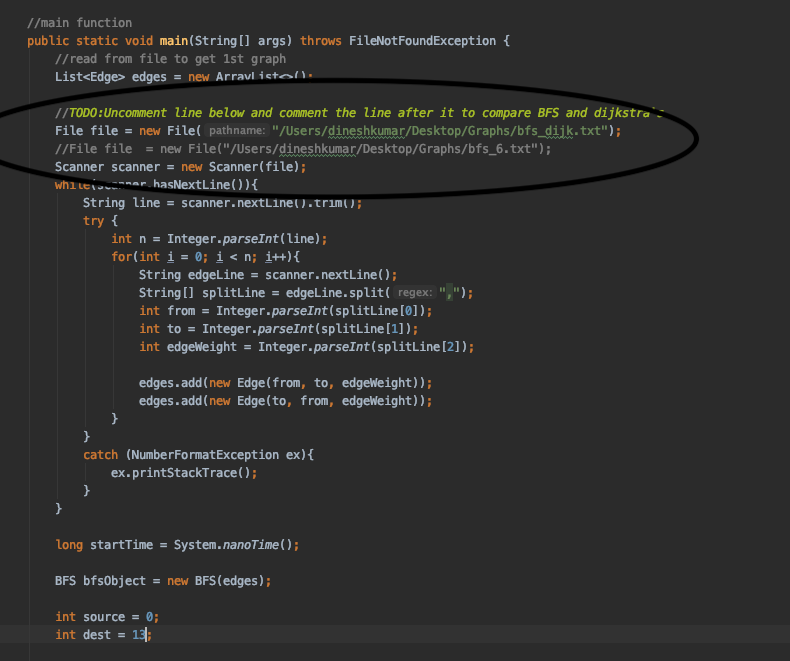 //main function
public static void main(String[] args) throws FileNotFoundException {
//read from file to get 1st graph
List<Edge> edges = new ArrayList<>();
//TODO:Uncomment line below and comment the line after it to compare BFS and dijkstra's
File file = new File( pathname: "/Users/dineshkumar/Desktop/Graphs/bfs_dijk.txt");
//File file  = new File("/Users/dineshkumar/Desktop/Graphs/bfs_6.txt");
Scanner scanner = new Scanner(file);
while(scanner.hasNextLine()){
String line = scanner.nextLine().trim();
try {
int n = Integer.parseInt(line);
for(int i = 0; i < n; i++){
String edgeLine = scanner.nextLine();
String[] splitLine = edgeLine.split( regex: ",");
int from = Integer.parseInt(splitLine[0]);
int to = Integer.parseInt(splitLine[1]);
int edgeWeight = Integer.parseInt(splitLine[2]);
edges.add(new Edge(from, to, edgeWeight));
edges.add(new Edge(to, from, edgeWeight));
}
}
catch (NumberFormatException ex){
ex.printStackTrace();
}
}
long startTime = System.nanoTime();
BFS bfsObject = new BFS(edges);
int source = 0;
int dest = 13;